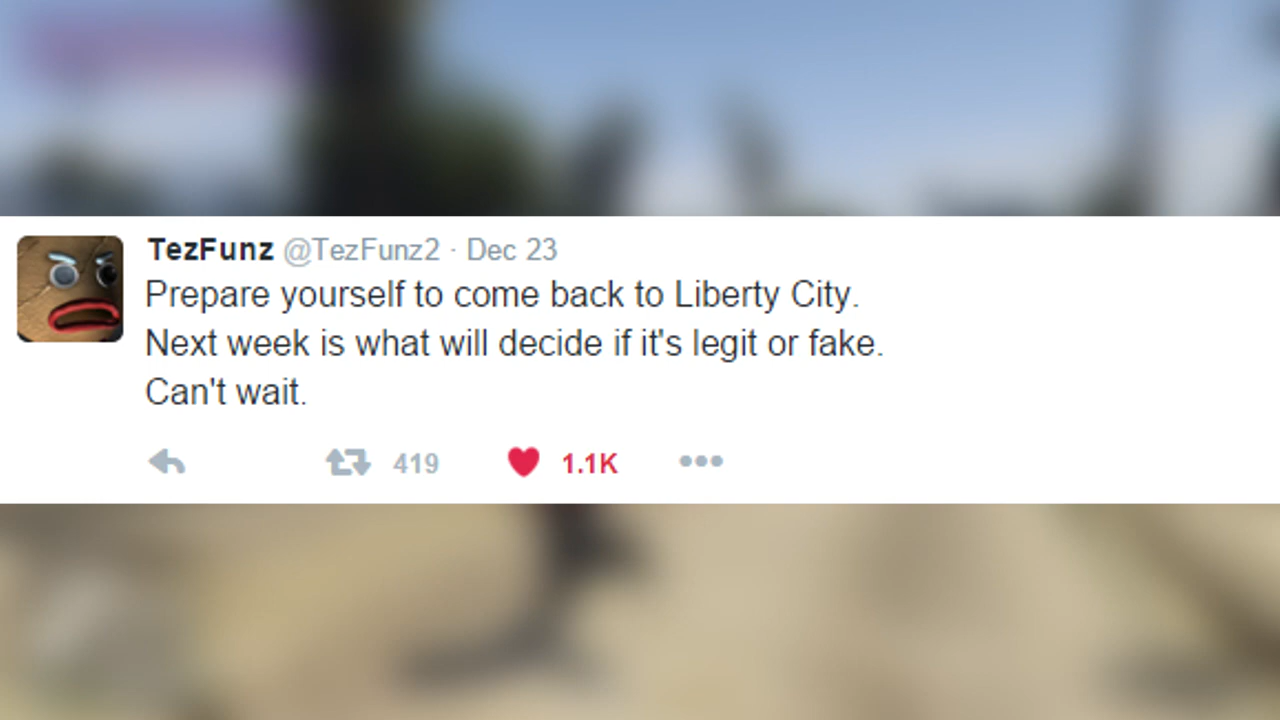 TezFunz @TezFunz2 · Dec 23
Prepare yourself to come back to Liberty City.
Next week is what will decide if it's legit or fake.
Can't wait.
419 1.1K